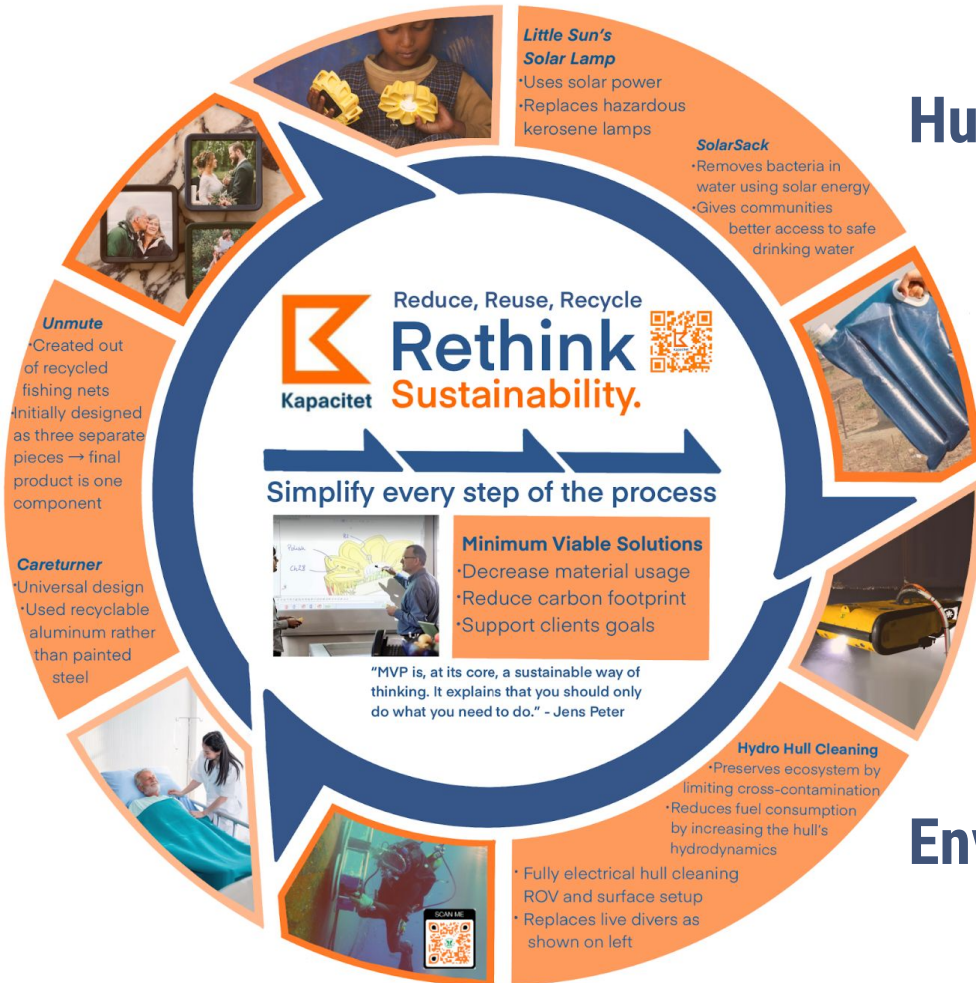 Little Sun's
Solar Lamp
·Uses solar power
·Replaces hazardous
kerosene lamps
SolarSack
·Removes bacteria in
water using solar energy
·Gives communities
better access to safe
drinking water
Hu
Unmute
·Created out
of recycled
fishing nets
·Initially designed
as three separate
pieces → final
product is one
component
Careturner
·Universal design
·Used recyclable
aluminum rather
than painted
steel
Kapacitet
Reduce, Reuse, Recycle
Rethink
Sustainability.
Simplify every step of the process
Minimum Viable Solutions
·Decrease material usage
·Reduce carbon footprint
·Support clients goals
"MVP is, at its core, a sustainable way of
thinking. It explains that you should only
do what you need to do." - Jens Peter
Hydro Hull Cleaning
·Preserves ecosystem by
limiting cross-contamination
·Reduces fuel consumption
by increasing the hull's
hydrodynamics
· Fully electrical hull cleaning
ROV and surface setup
· Replaces live divers as
shown on left
SCAN ME
Env